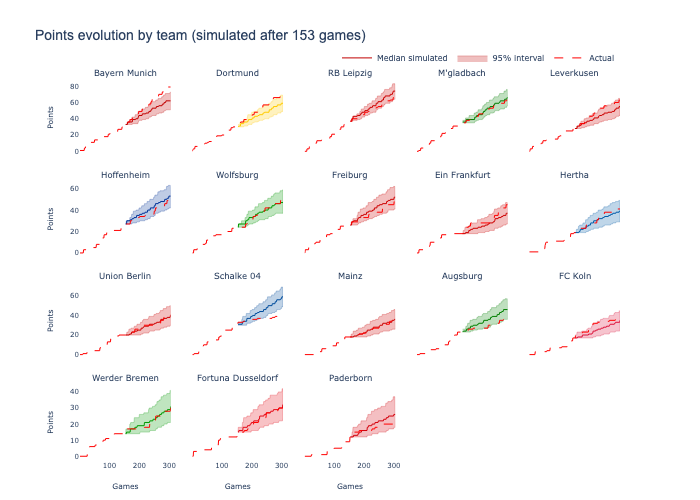 Points evolution by team (simulated after 153 games)
Median simulated 95% interval Actual
Bayern Munich Dortmund RB Leipzig M'gladbach Leverkusen
80
60
40
20
0
Points
Hoffenheim Wolfsburg Freiburg Ein Frankfurt Hertha
60
40
20
0
Points
Union Berlin Schalke 04 Mainz Augsburg FC Koln
60
40
20
0
Points
Werder Bremen Fortuna Dusseldorf Paderborn
40
30
20
10
0
Points
100 200 300 100 200 300 100 200 300
Games Games Games